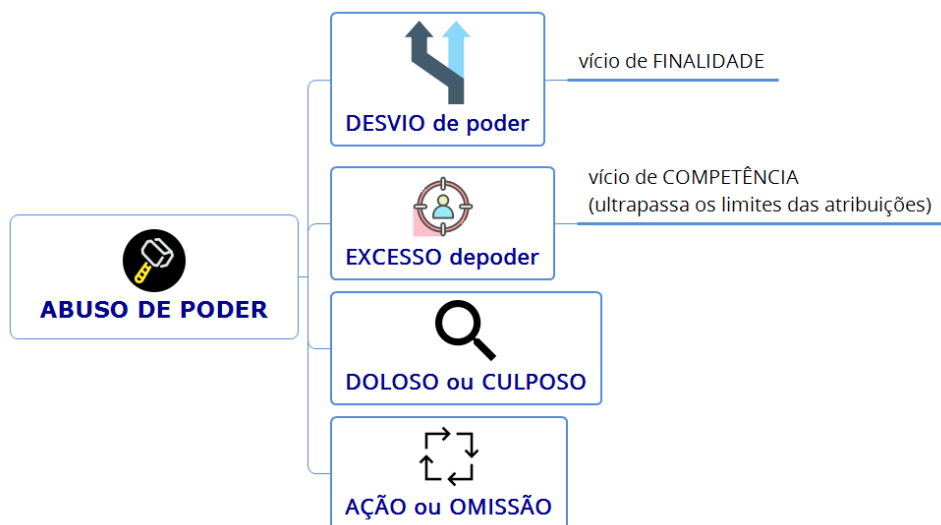 ABUSO DE PODER
DESVIO de poder
vício de FINALIDADE
EXCESSO depoder
vício de COMPETÊNCIA
(ultrapassa os limites das atribuições)
DOLOSO ou CULPOSO
AÇÃO ou OMISSÃO